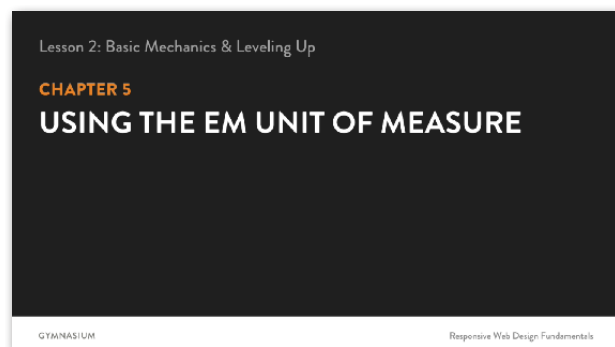 Lesson 2: Basic Mechanics & Leveling Up
CHAPTER 5
USING THE EM UNIT OF MEASURE
GYMNASIUM
Responsive Web Design Fundamentals